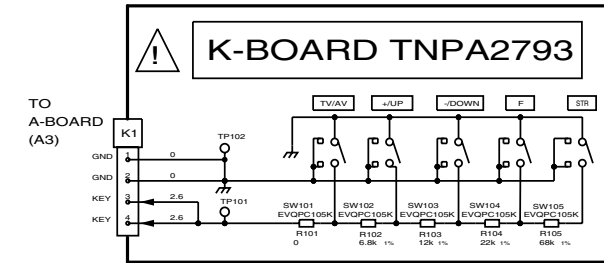 !
K-BOARD TNPA2793
TO
A-BOARD
(A3)
K1
TV/AV
+/UP
-/DOWN
F
STR
TP102
GND 1 0
GND 2 0
KEY 3 2.6
TP101
KEY 4 2.6
SW101 SW102 SW103 SW104 SW105
EVQPC105K EVQPC105K EVQPC105K EVQPC105K EVQPC105K
R101 R102 R103 R104 R105
0 6.8k 1% 12k 1% 22k 1% 68k 1%